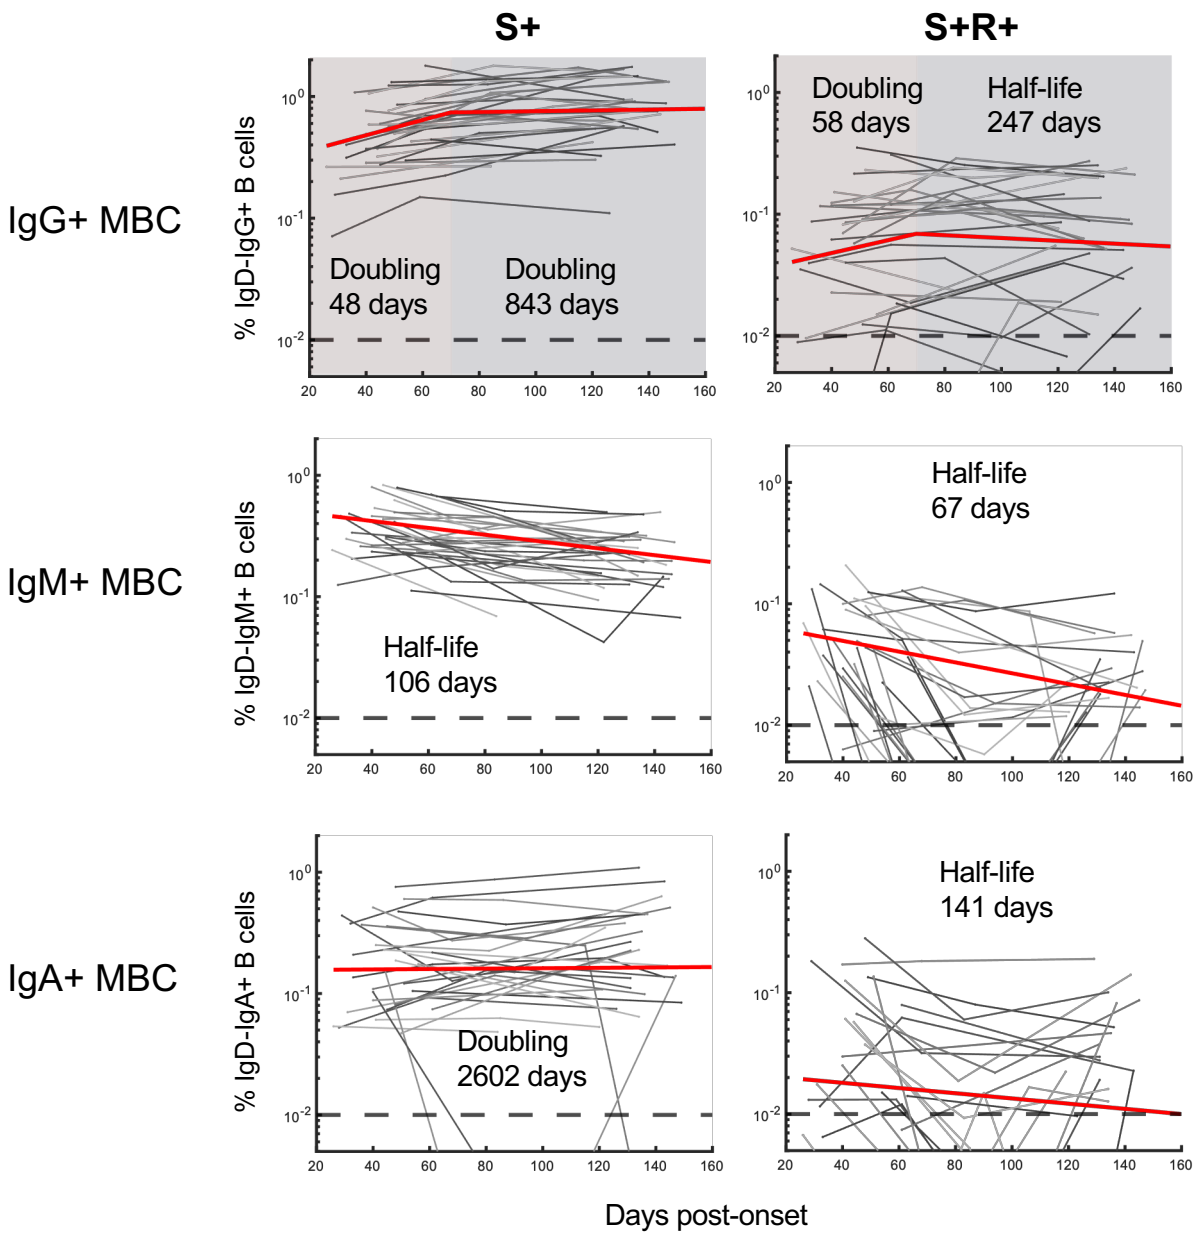 S+
S+R+
IgG+ MBC
% IgD-IgG+ B cells
10^0
10^-1
10^-2
Doubling
48 days
Doubling
843 days
20 40 60 80 100 120 140 160
10^0
10^-1
10^-2
Doubling
58 days
Half-life
247 days
20 40 60 80 100 120 140 160
IgM+ MBC
% IgD-IgM+ B cells
10^0
10^-1
10^-2
Half-life
106 days
20 40 60 80 100 120 140 160
10^0
10^-1
10^-2
Half-life
67 days
20 40 60 80 100 120 140 160
IgA+ MBC
% IgD-IgA+ B cells
10^0
10^-1
10^-2
Doubling
2602 days
20 40 60 80 100 120 140 160
10^0
10^-1
10^-2
Half-life
141 days
20 40 60 80 100 120 140 160
Days post-onset